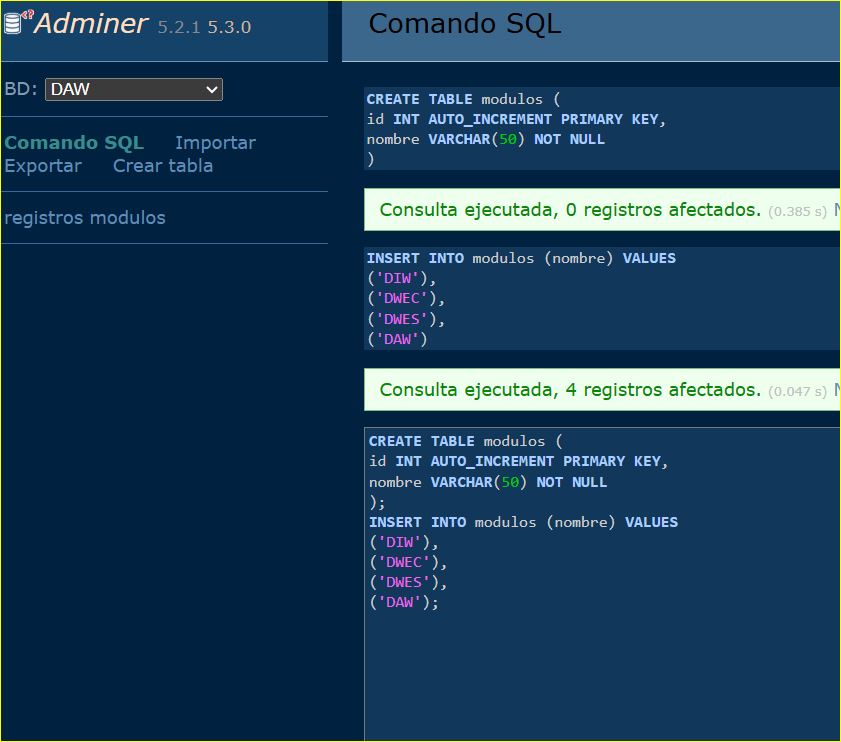 Adminer 5.2.1 5.3.0
BD: DAW
Comando SQL Importar
Exportar Crear tabla
registros modulos
Comando SQL
CREATE TABLE modulos (
id INT AUTO_INCREMENT PRIMARY KEY,
nombre VARCHAR(50) NOT NULL
)
Consulta ejecutada, 0 registros afectados. (0.385 s)
INSERT INTO modulos (nombre) VALUES
('DIW'),
('DWEC'),
('DWES'),
('DAW')
Consulta ejecutada, 4 registros afectados. (0.047 s)
CREATE TABLE modulos (
id INT AUTO_INCREMENT PRIMARY KEY,
nombre VARCHAR(50) NOT NULL
);
INSERT INTO modulos (nombre) VALUES
('DIW'),
('DWEC'),
('DWES'),
('DAW');